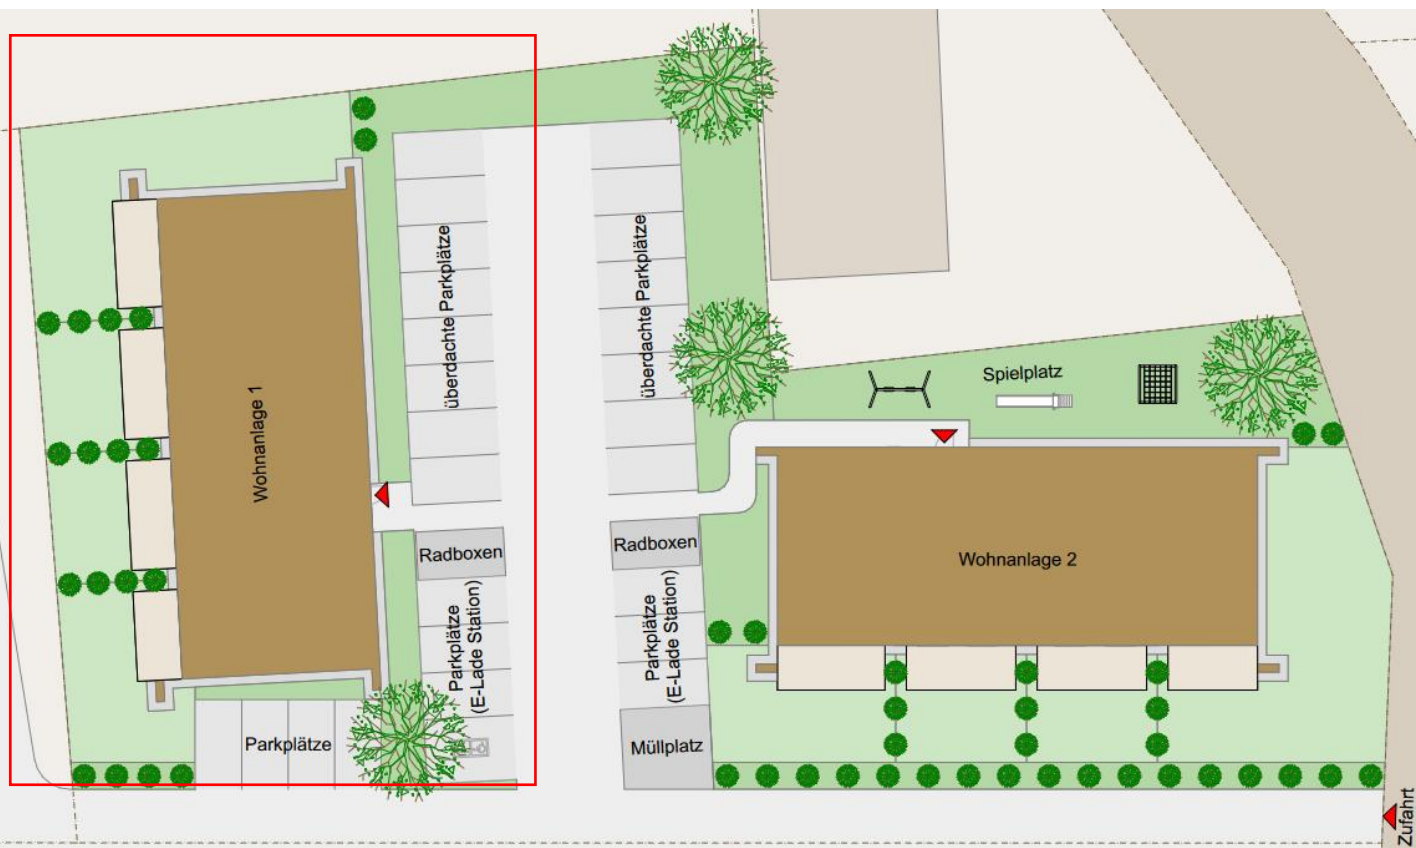 Wohnanlage 1
überdachte Parkplätze
überdachte Parkplätze
Spielplatz
Radboxen
Radboxen
Wohnanlage 2
Parkplätze
(E-Lade Station)
Parkplätze
(E-Lade Station)
Parkplätze
Müllplatz
Zufahrt